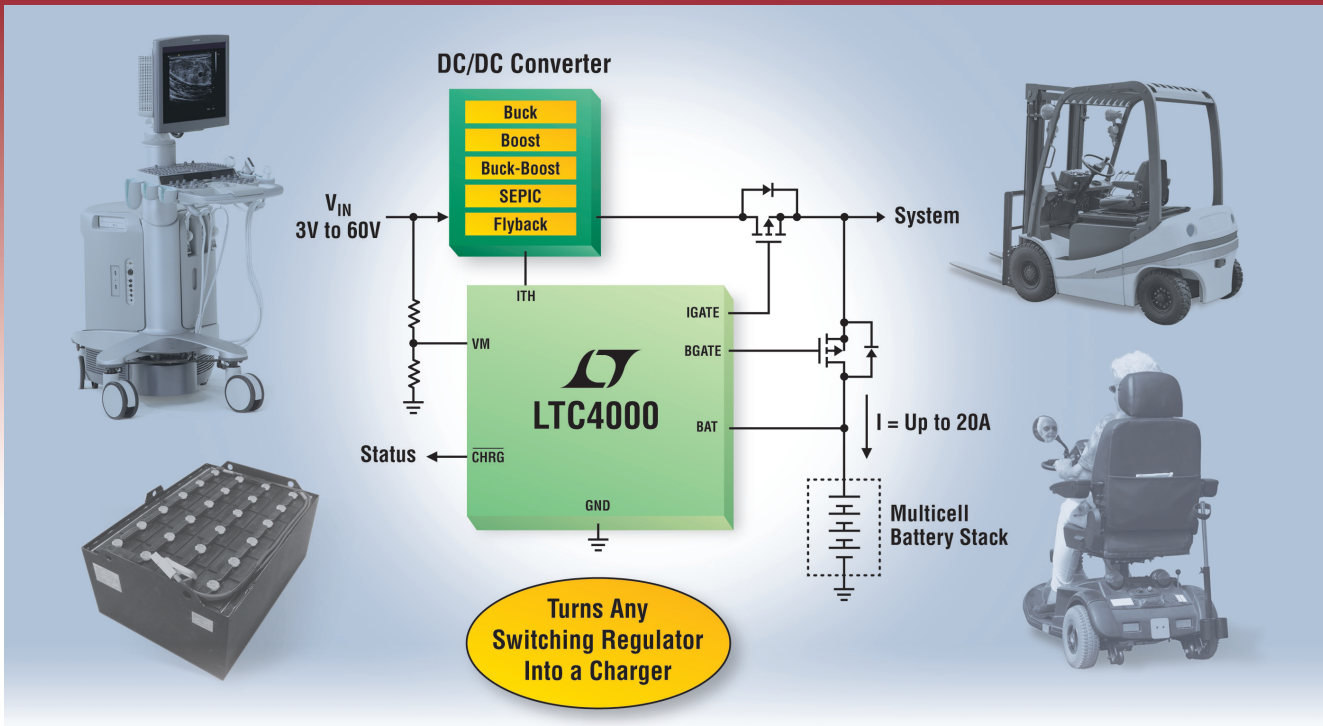 DC/DC Converter
Buck
Boost
Buck-Boost
SEPIC
Flyback
VIN
3V to 60V
System
ITH
IGATE
VM
BGATE
LTC4000
BAT
I = Up to 20A
Status
CHRG
GND
Multicell
Battery Stack
Turns Any
Switching Regulator
Into a Charger